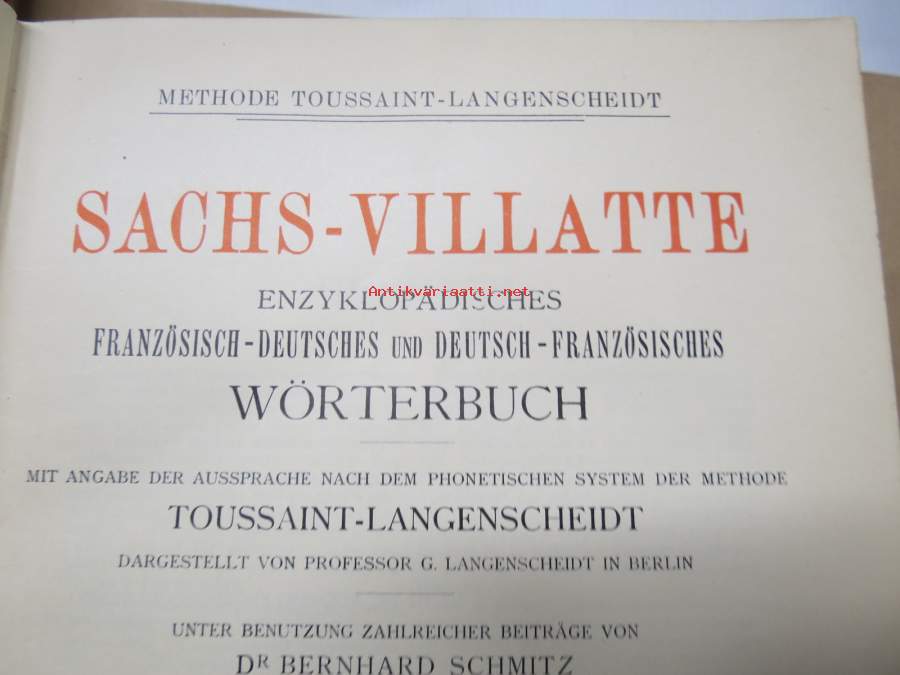 METHODE TOUSSAINT-LANGENSCHEIDT
SACHS-VILLATTE
Antikvariaatti.net
ENZYKLOPÄDISCHES
FRANZÖSISCH-DEUTSCHES UND DEUTSCH-FRANZÖSISCHES
WÖRTERBUCH
MIT ANGABE DER AUSSPRACHE NACH DEM PHONETISCHEN SYSTEM DER METHODE
TOUSSAINT-LANGENSCHEIDT
DARGESTELLT VON PROFESSOR G. LANGENSCHEIDT IN BERLIN
UNTER BENUTZUNG ZAHLREICHER BEITRÄGE VON
DR BERNHARD SCHMITZ